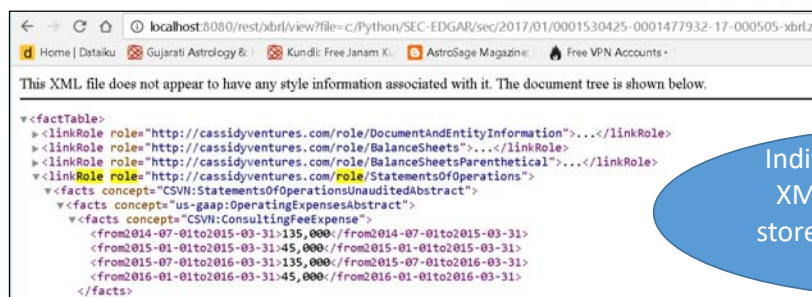 localhost:8080/rest/xbrl/view?file=c:/Python/SEC-EDGAR/sec/2017/01/0001530425-0001477932-17-000505-xbrl.z
Home | Dataiku Gujarati Astrology & Kundli: Free Janam Ku AstroSage Magazine: Free VPN Accounts •
This XML file does not appear to have any style information associated with it. The document tree is shown below.
▼<factTable>
▶<linkRole role="http://cassidyventures.com/role/DocumentAndEntityInformation">...</linkRole>
▶<linkRole role="http://cassidyventures.com/role/BalanceSheets">...</linkRole>
▶<linkRole role="http://cassidyventures.com/role/BalanceSheetsParenthetical">...</linkRole>
▼<linkRole role="http://cassidyventures.com/role/StatementsOfOperations">
▼<facts concept="CSVN:StatementsOfOperationsUnauditedAbstract">
▼<facts concept="us-gaap:OperatingExpensesAbstract">
▼<facts concept="CSVN:ConsultingFeeExpense">
<from2014-07-01to2015-03-31>135,000</from2014-07-01to2015-03-31>
<from2015-01-01to2015-03-31>45,000</from2015-01-01to2015-03-31>
<from2015-07-01to2016-03-31>135,000</from2015-07-01to2016-03-31>
<from2016-01-01to2016-03-31>45,000</from2016-01-01to2016-03-31>
</facts>
Indi
XM
store